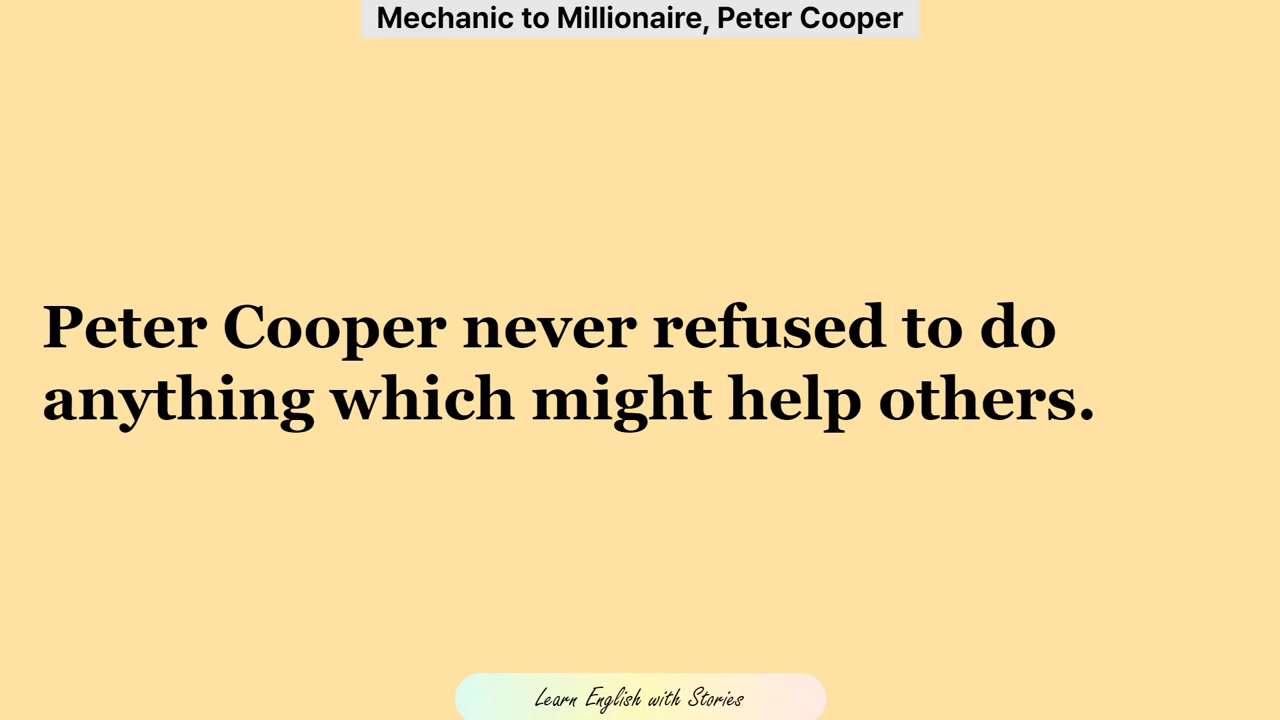 Mechanic to Millionaire, Peter Cooper
Peter Cooper never refused to do
anything which might help others.
Learn English with Stories